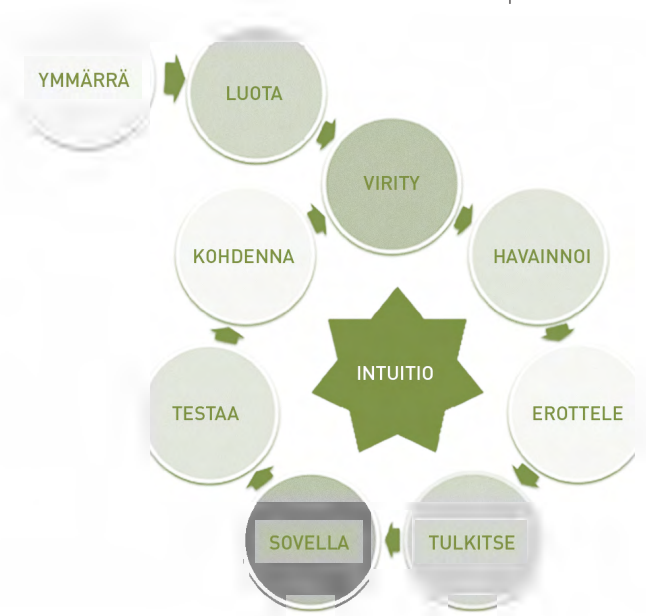 YMMÄRRÄ
LUOTA
VIRITY
HAVAINNOI
EROTTELE
TULKITSE
SOVELLA
TESTAA
KOHDENNA
INTUITIO